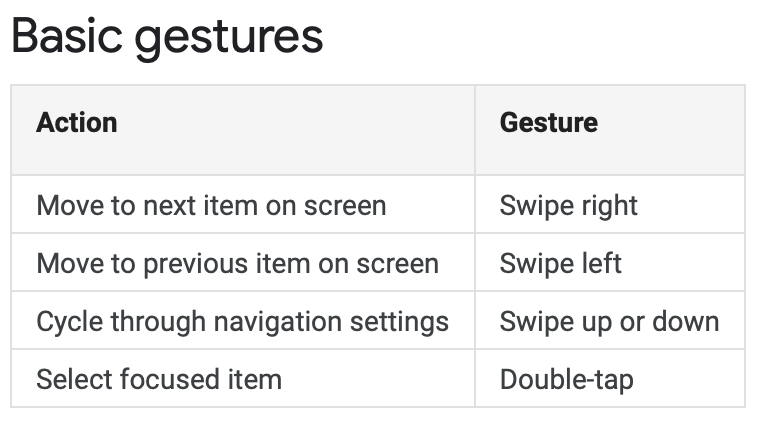 Basic gestures
Action Gesture
Move to next item on screen Swipe right
Move to previous item on screen Swipe left
Cycle through navigation settings Swipe up or down
Select focused item Double-tap